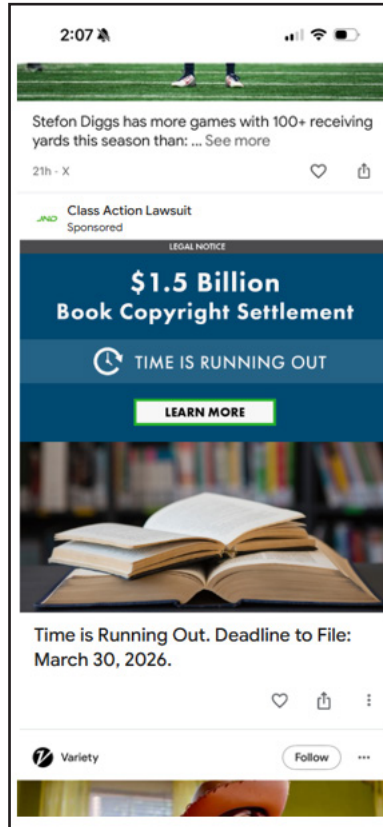 2:07
Stefon Diggs has more games with 100+ receiving
yards this season than: ... See more
21h - X
JND
Class Action Lawsuit
Sponsored
LEGAL NOTICE
$1.5 Billion
Book Copyright Settlement
TIME IS RUNNING OUT
LEARN MORE
Time is Running Out. Deadline to File:
March 30, 2026.
V Variety
Follow